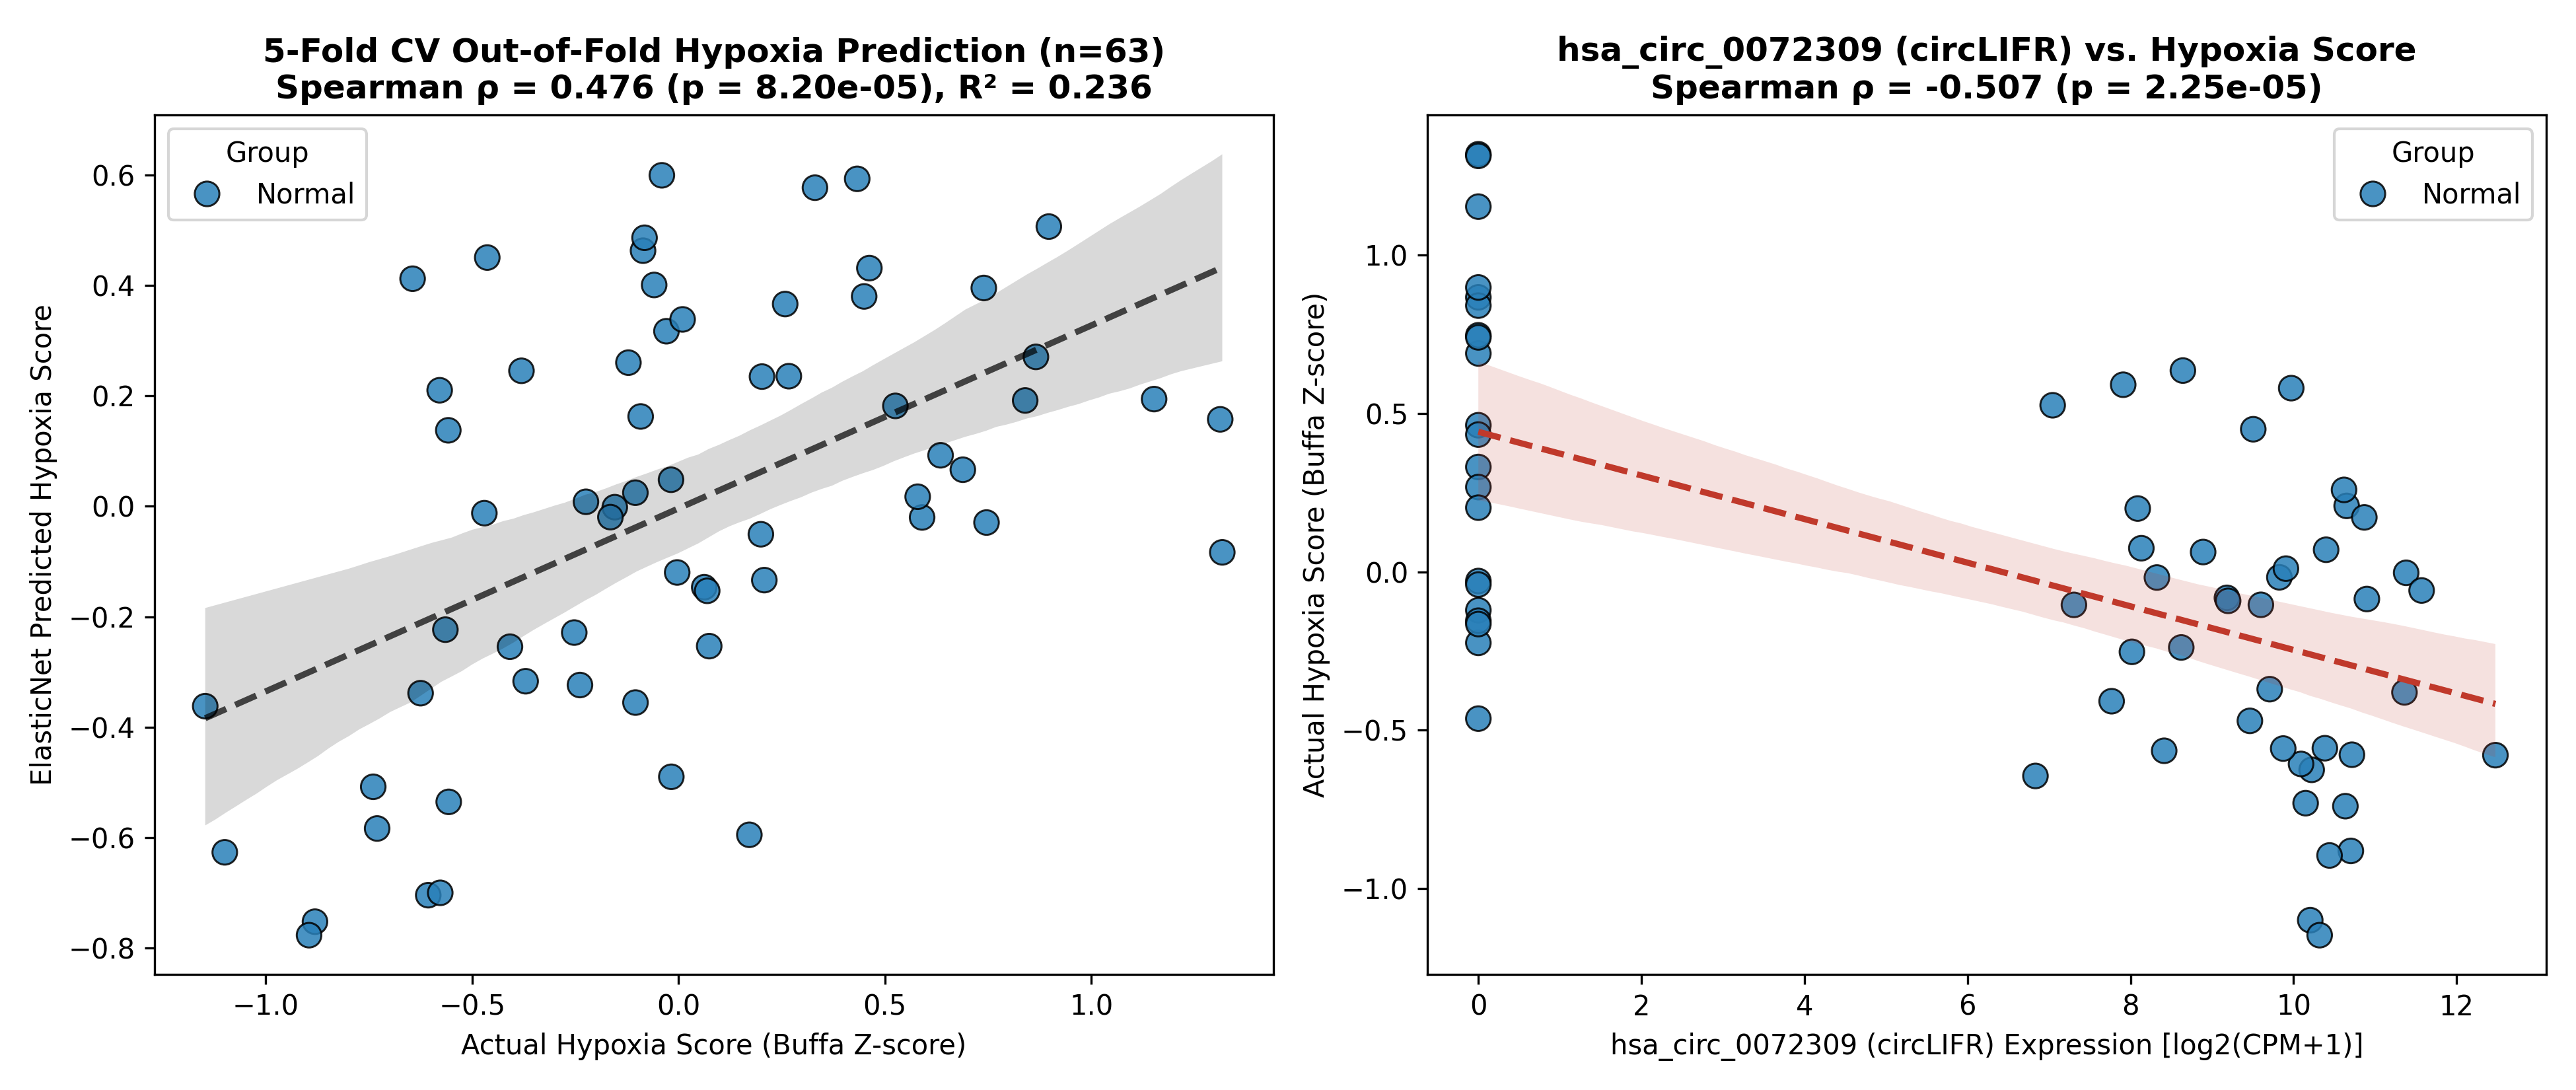 5-Fold CV Out-of-Fold Hypoxia Prediction (n=63)
Spearman ρ = 0.476 (p = 8.20e-05), R² = 0.236
Group
Normal
0.6
0.4
0.2
0.0
−0.2
−0.4
−0.6
−0.8
ElasticNet Predicted Hypoxia Score
−1.0
−0.5
0.0
0.5
1.0
Actual Hypoxia Score (Buffa Z-score)
hsa_circ_0072309 (circLIFR) vs. Hypoxia Score
Spearman ρ = -0.507 (p = 2.25e-05)
Group
Normal
1.0
0.5
0.0
−0.5
−1.0
Actual Hypoxia Score (Buffa Z-score)
0
2
4
6
8
10
12
hsa_circ_0072309 (circLIFR) Expression [log2(CPM+1)]